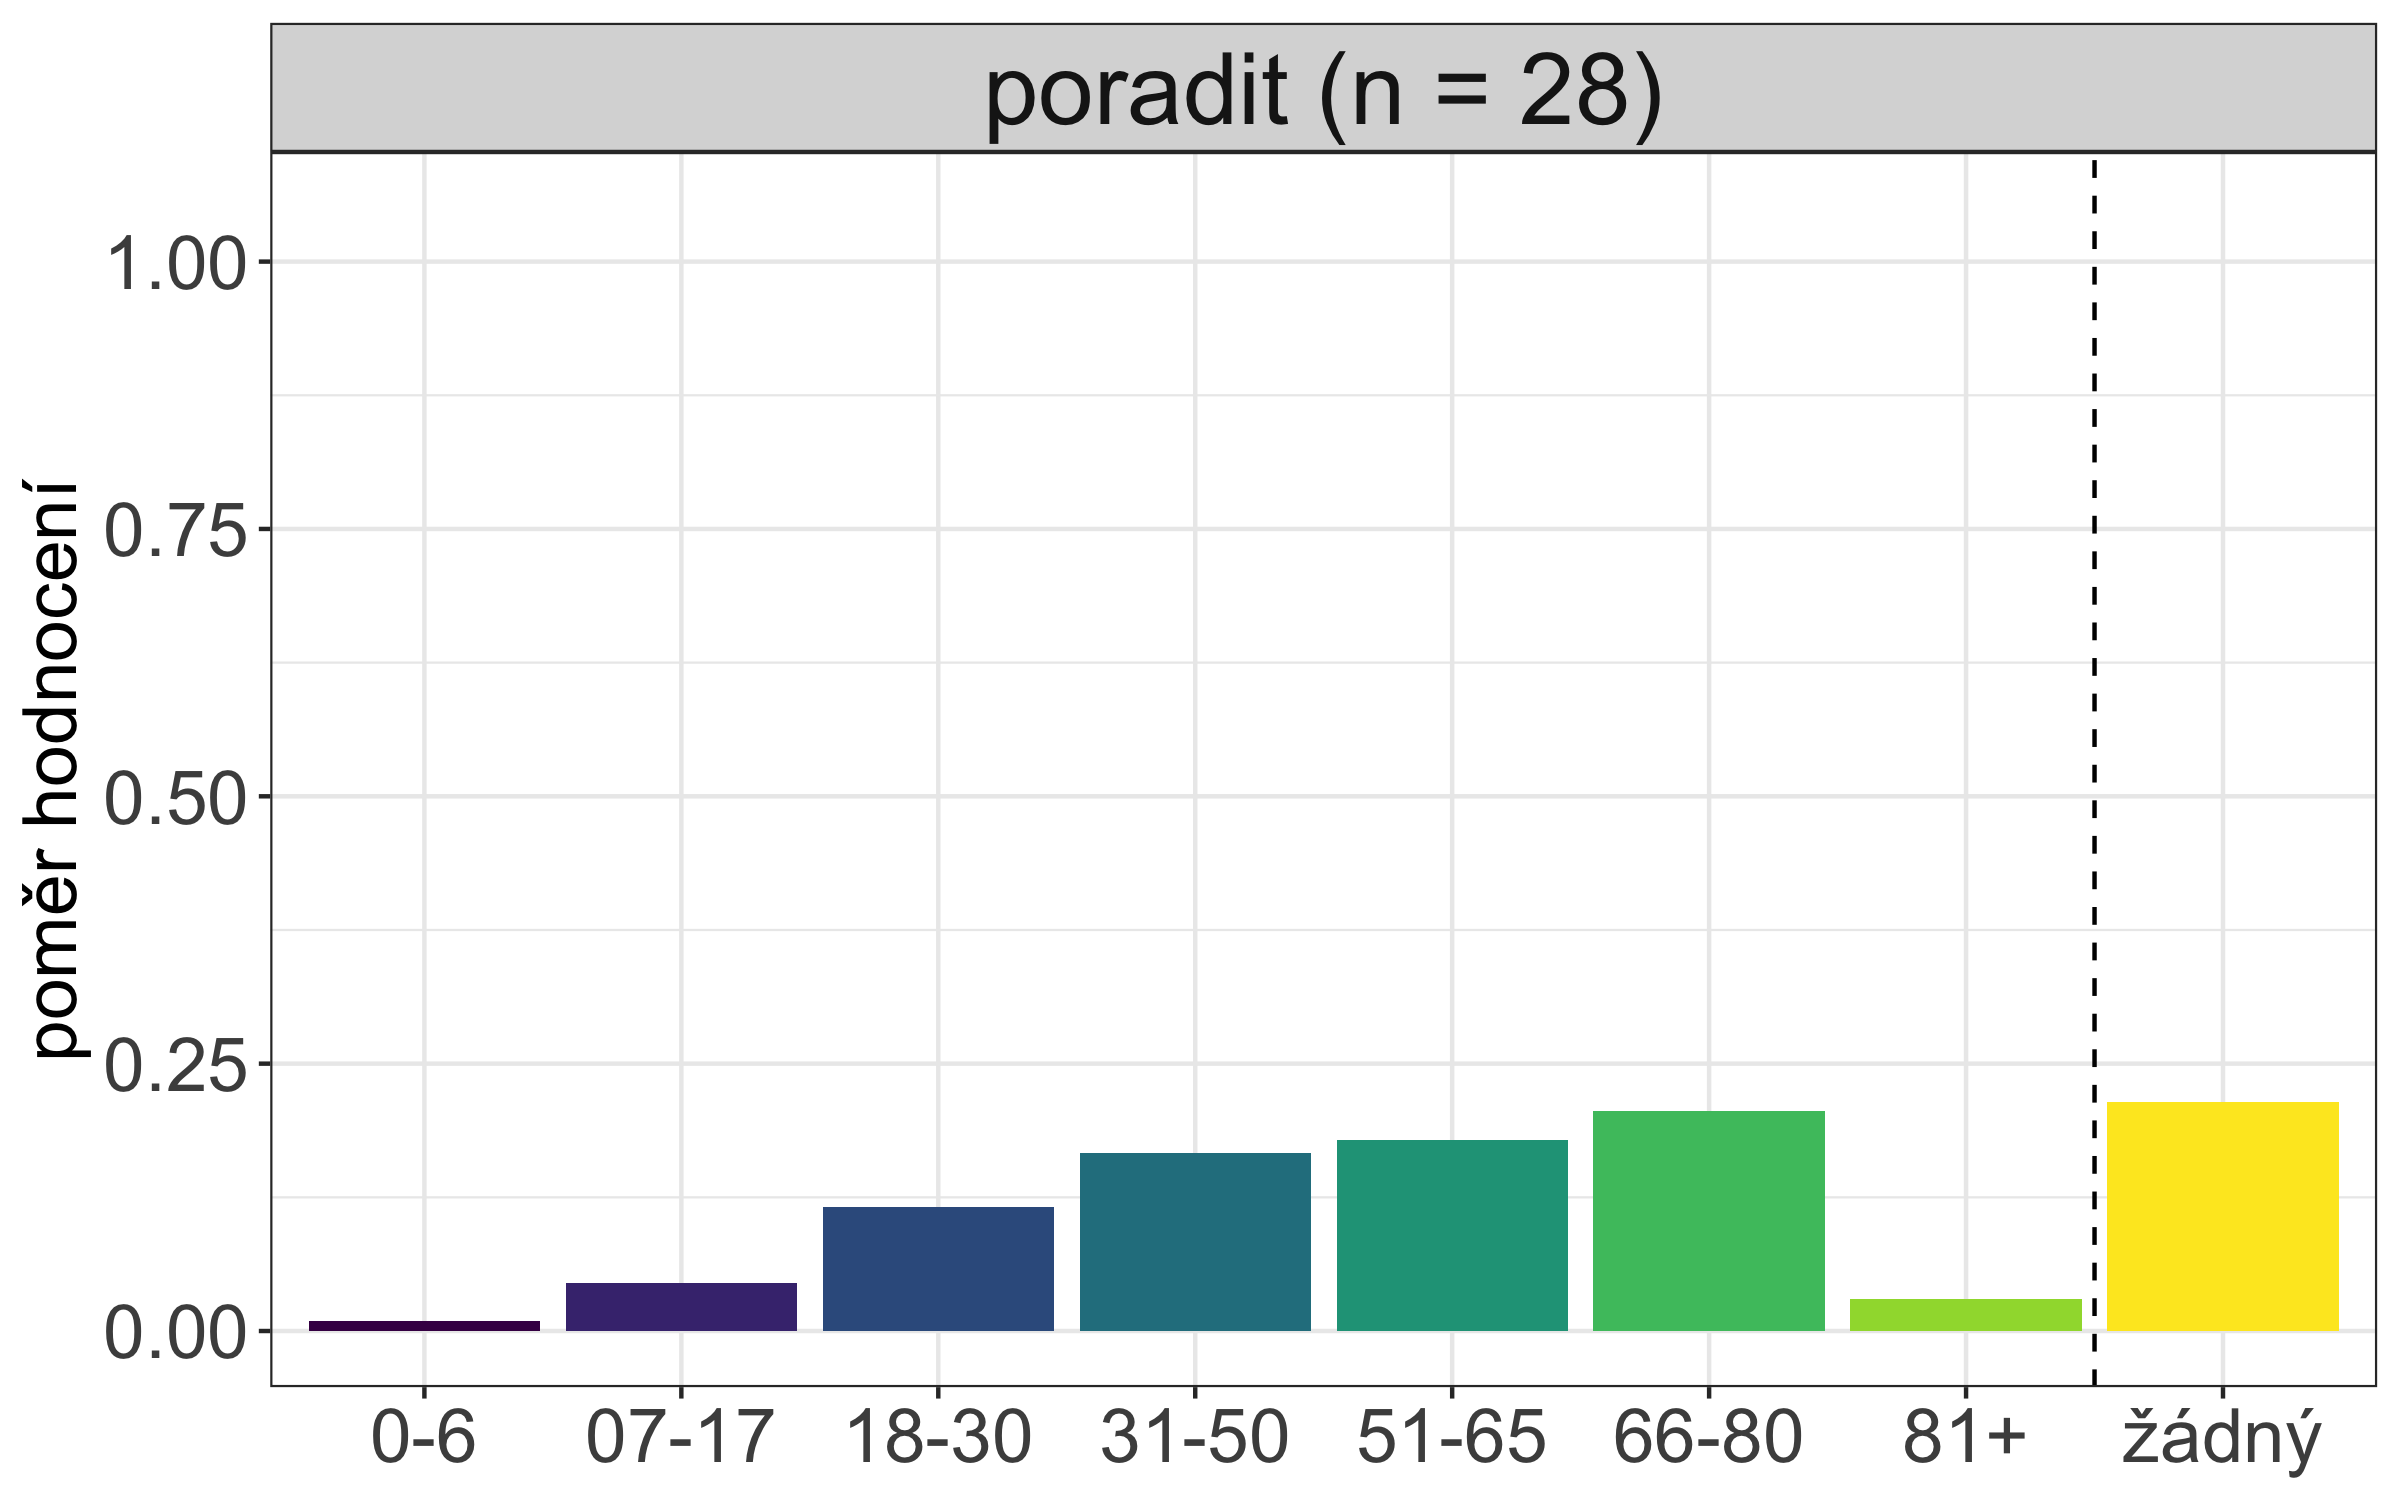 poradit (n = 28)
poměr hodnocení
1.00
0.75
0.50
0.25
0.00
0-6 07-17 18-30 31-50 51-65 66-80 81+ žádný